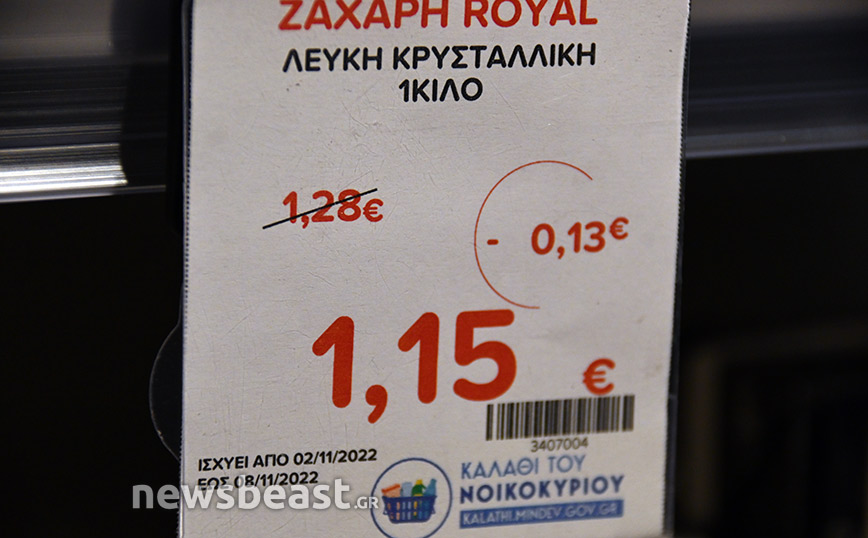 ΖΑΧΑΡΗ ROYAL
ΛΕΥΚΗ ΚΡΥΣΤΑΛΛΙΚΗ
1ΚΙΛΟ
1,28€
- 0,13€
1,15 €
3407004
ΙΣΧΥΕΙ ΑΠΟ 02/11/2022
ΕΩΣ 08/11/2022
ΚΑΛΑΘΙ ΤΟΥ
ΝΟΙΚΟΚΥΡΙΟΥ
KALATHI.MINDEV.GOV.GR
newsbeast.GR